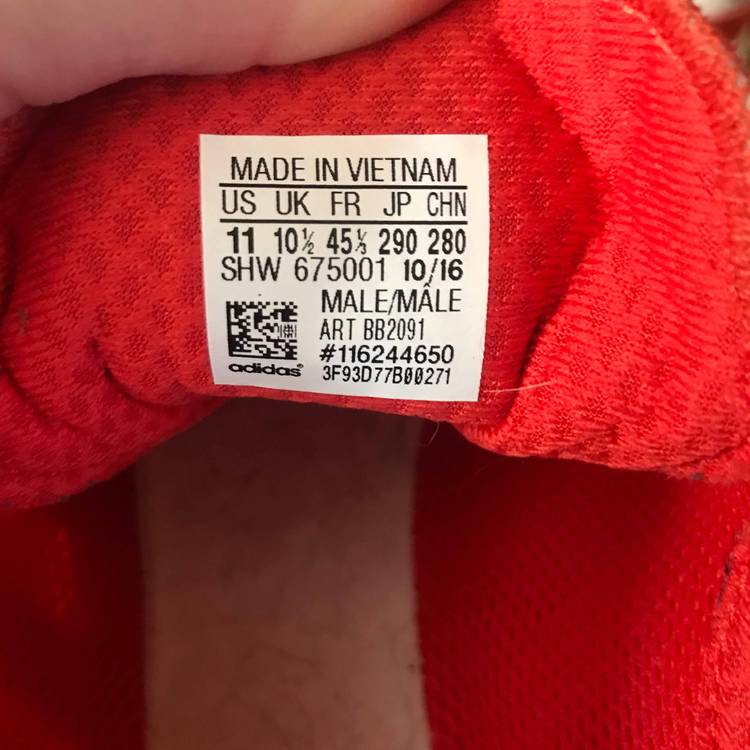 MADE IN VIETNAM
US UK FR JP CHN
11 10½ 45⅓ 290 280
SHW 675001 10/16
MALE/MÂLE
ART BB2091
#116244650
adidas 3F93D77B00271